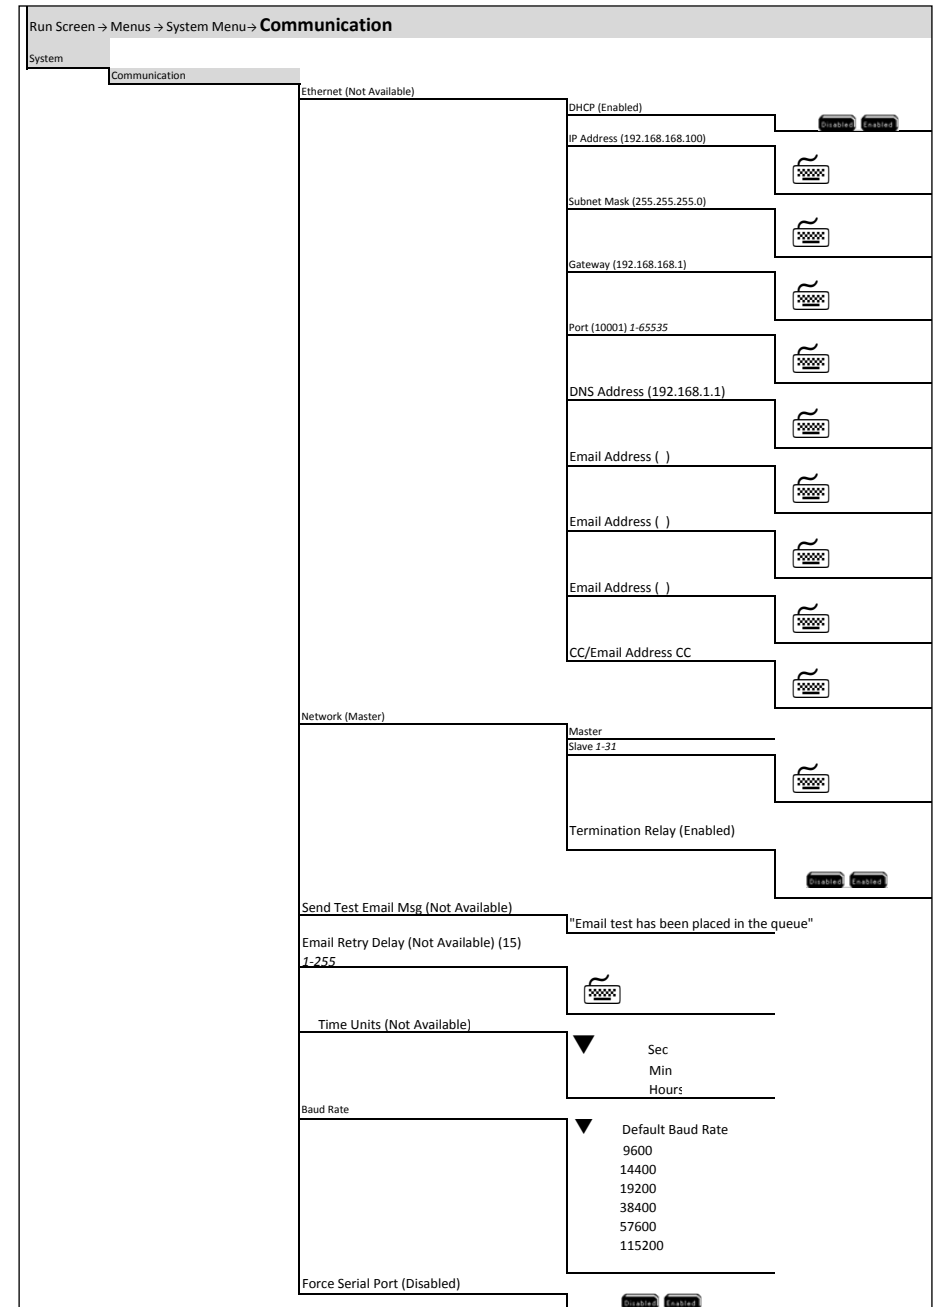 Run Screen → Menus → System Menu→ Communication
System
Communication
Ethernet (Not Available)
DHCP (Enabled)
Disabled Enabled
IP Address (192.168.168.100)
Subnet Mask (255.255.255.0)
Gateway (192.168.168.1)
Port (10001) 1-65535
DNS Address (192.168.1.1)
Email Address ( )
Email Address ( )
Email Address ( )
CC/Email Address CC
Network (Master)
Master
Slave 1-31
Termination Relay (Enabled)
Disabled Enabled
Send Test Email Msg (Not Available)
"Email test has been placed in the queue"
Email Retry Delay (Not Available) (15)
1-255
Time Units (Not Available)
Sec
Min
Hours
Baud Rate
Default Baud Rate
9600
14400
19200
38400
57600
115200
Force Serial Port (Disabled)
Disabled Enabled